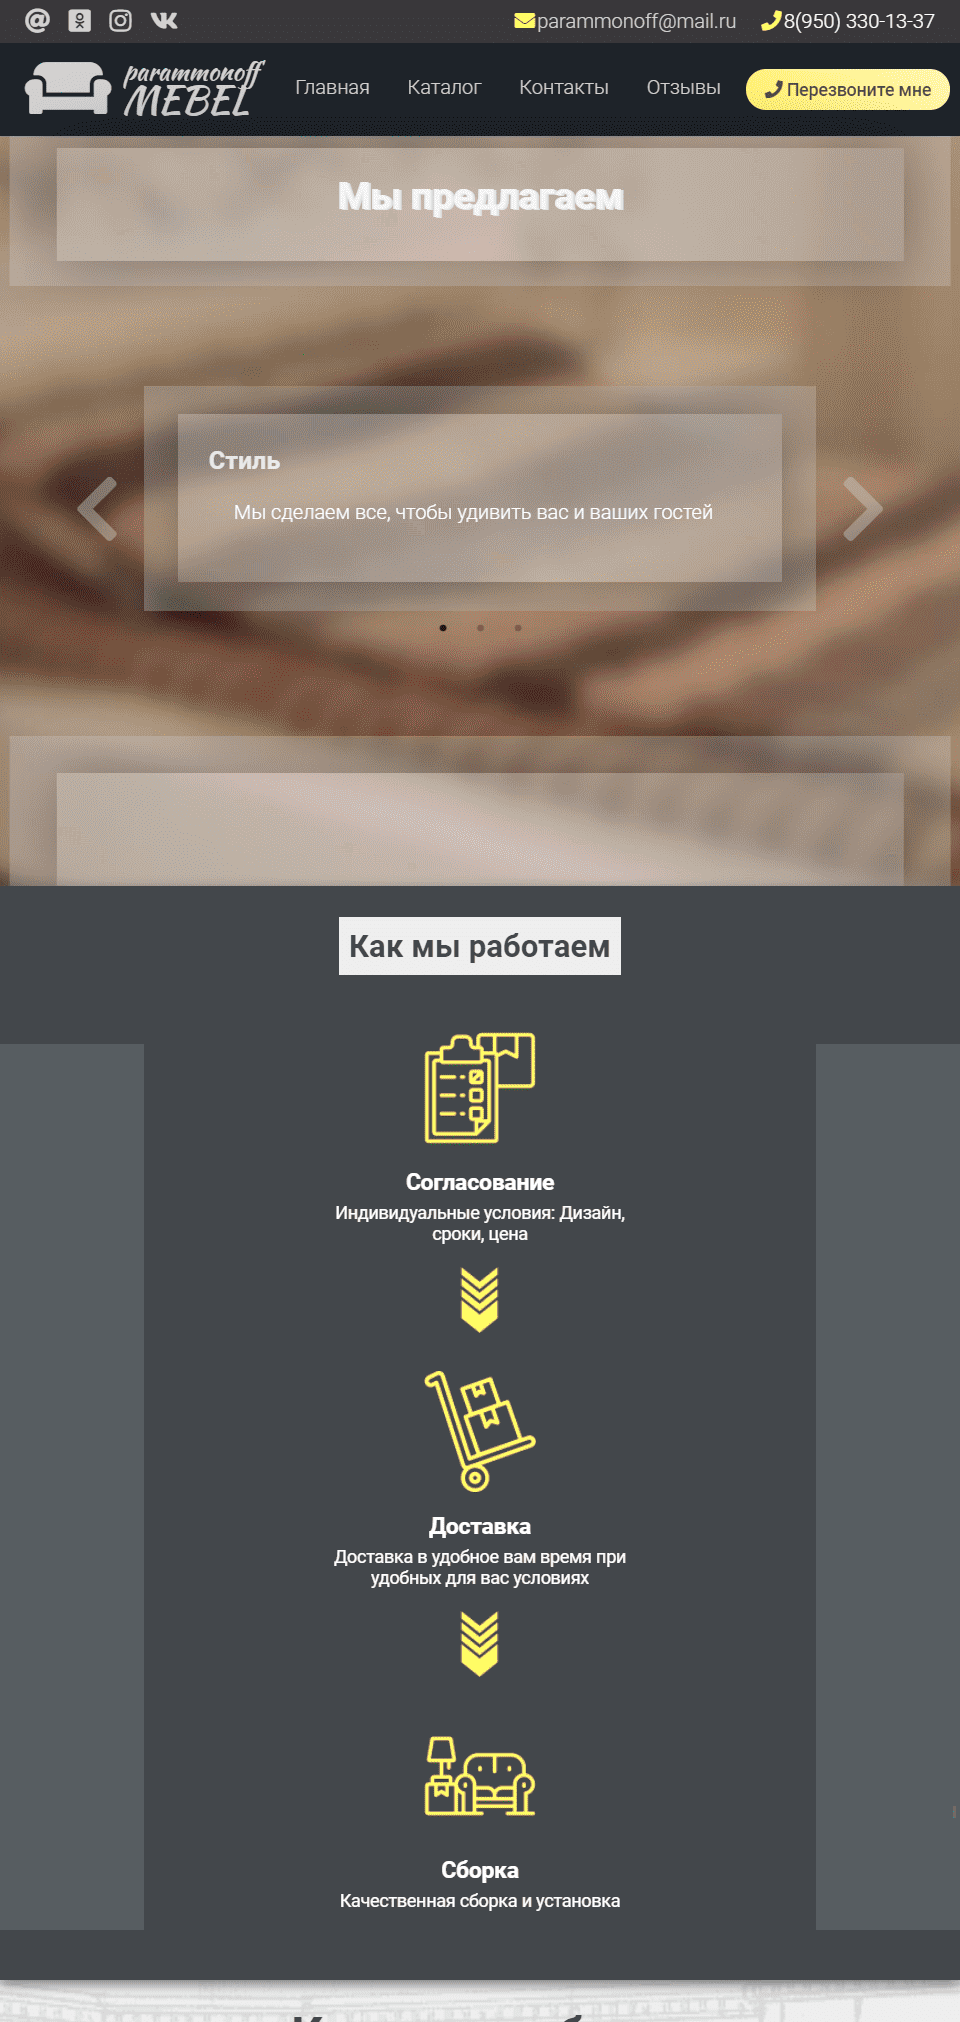 parammonoff@mail.ru 8(950) 330-13-37
parammonoff
MEBEL
Главная Каталог Контакты Отзывы Перезвоните мне
Мы предлагаем
Стиль
Мы сделаем все, чтобы удивить вас и ваших гостей
Как мы работаем
Согласование
Индивидуальные условия: Дизайн,
сроки, цена
Доставка
Доставка в удобное вам время при
удобных для вас условиях
Сборка
Качественная сборка и установка